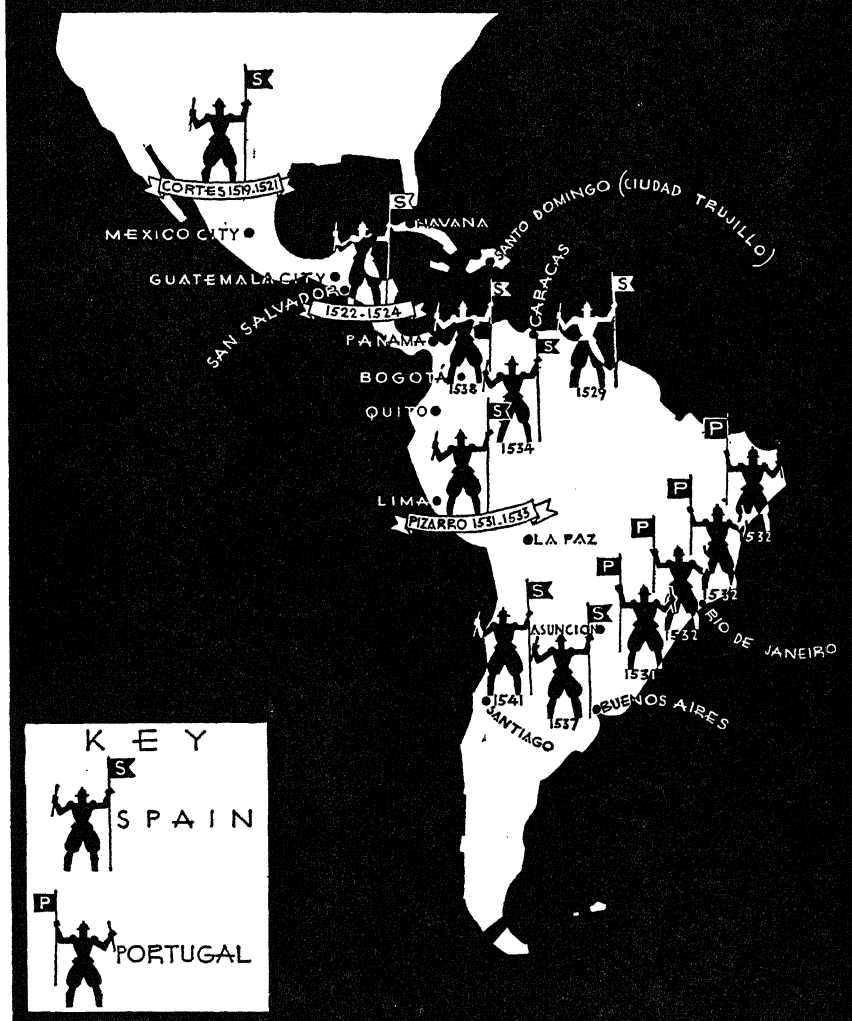 S
CORTES 1519-1521
S
HAVANA
SANTO DOMINGO (CIUDAD TRUJILLO)
MEXICO CITY
GUATEMALA CITY
SAN SALVADOR
1522-1524
S
CARACAS
S
PANAMA
S
BOGOTÁ
1538
1529
QUITO
S
1534
P
LIMA
PIZARRO 1531-1533
P
1532
LA PAZ
P
P
1532
S
S
ASUNCION
1532
RIO DE JANEIRO
1531
1541
SANTIAGO
1537
BUENOS AIRES
KEY
S
SPAIN
P
PORTUGAL